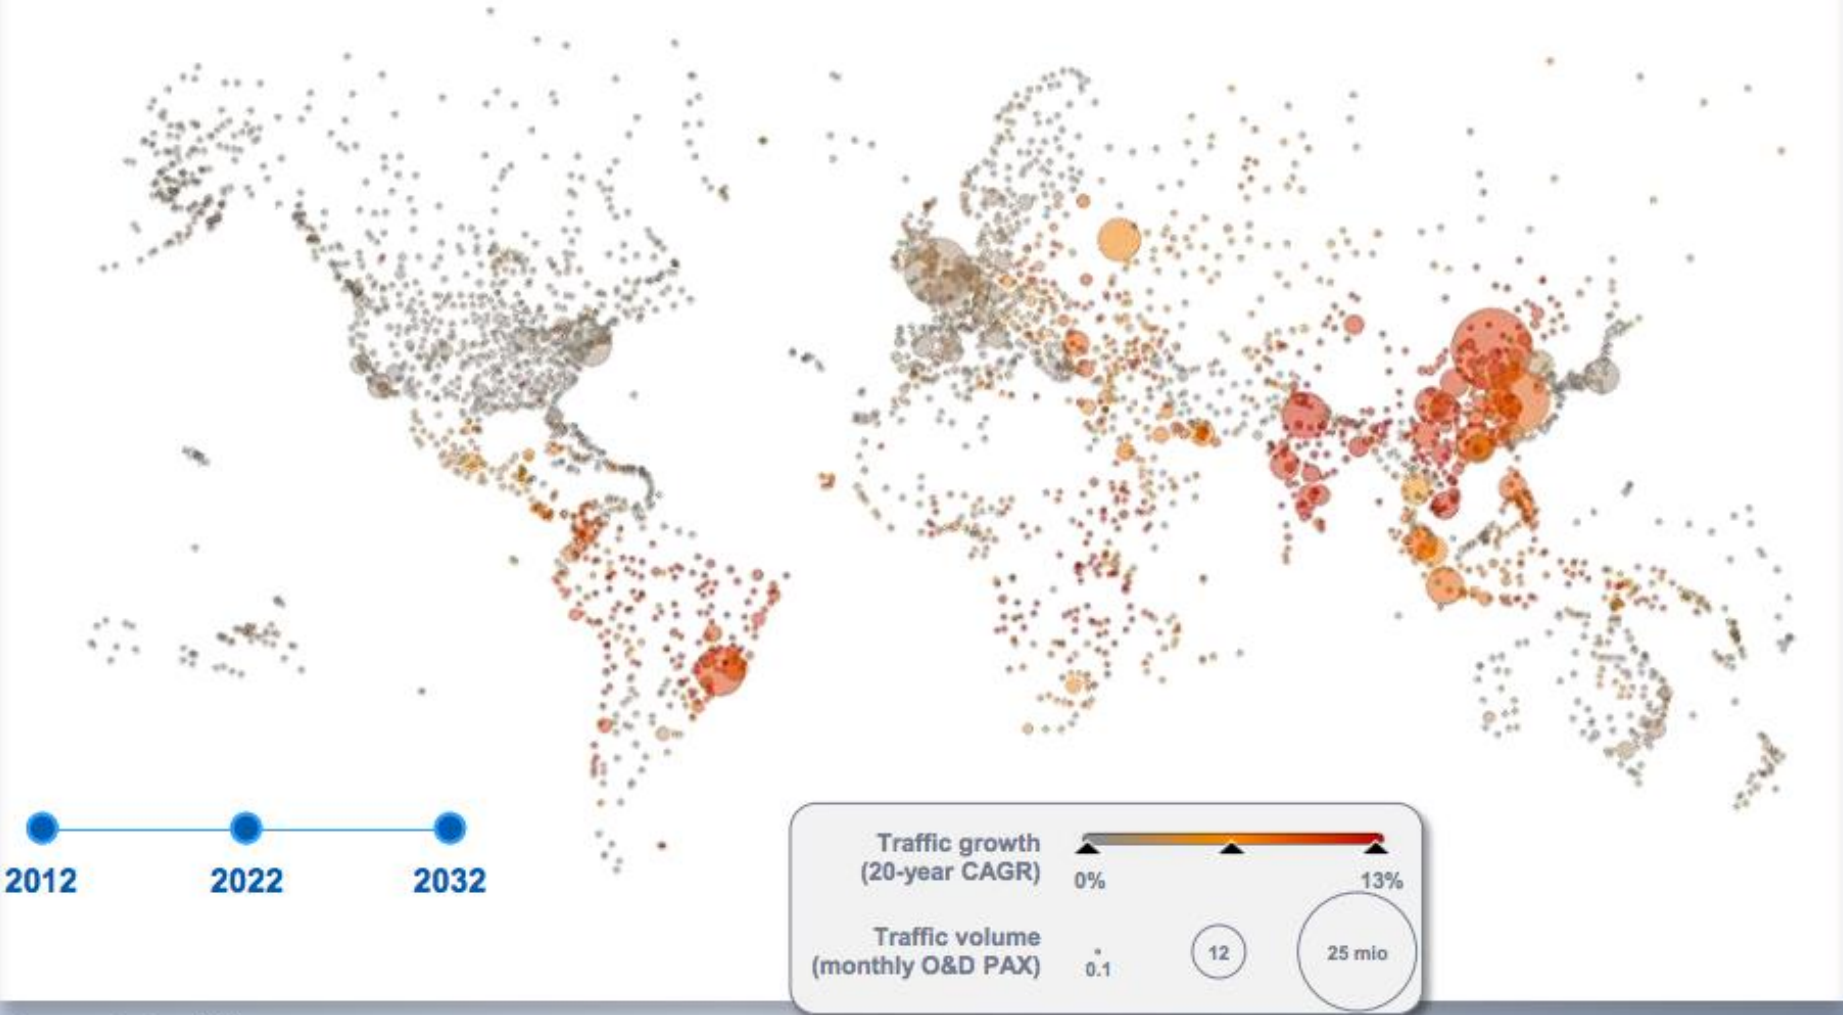 2012
2022
2032
Traffic growth
(20-year CAGR)
0%
13%
Traffic volume
(monthly O&D PAX)
0.1
12
25 mio